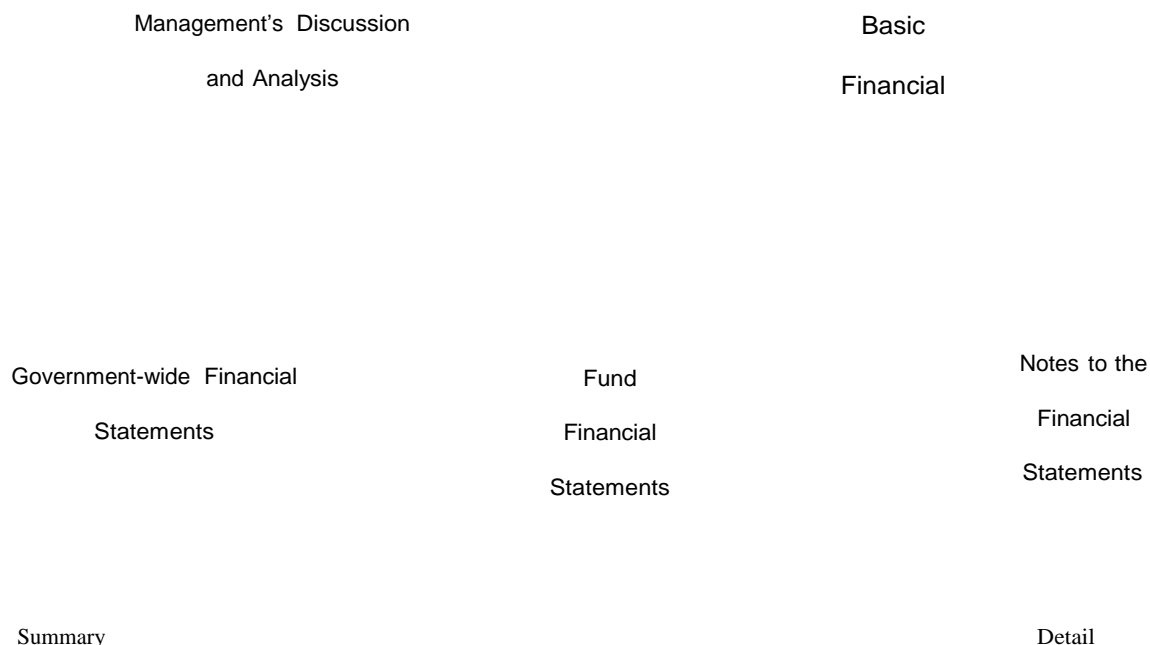 Management’s Discussion
and Analysis
Basic
Financial
Government-wide Financial
Statements
Fund
Financial
Statements
Notes to the
Financial
Statements
Summary
Detail